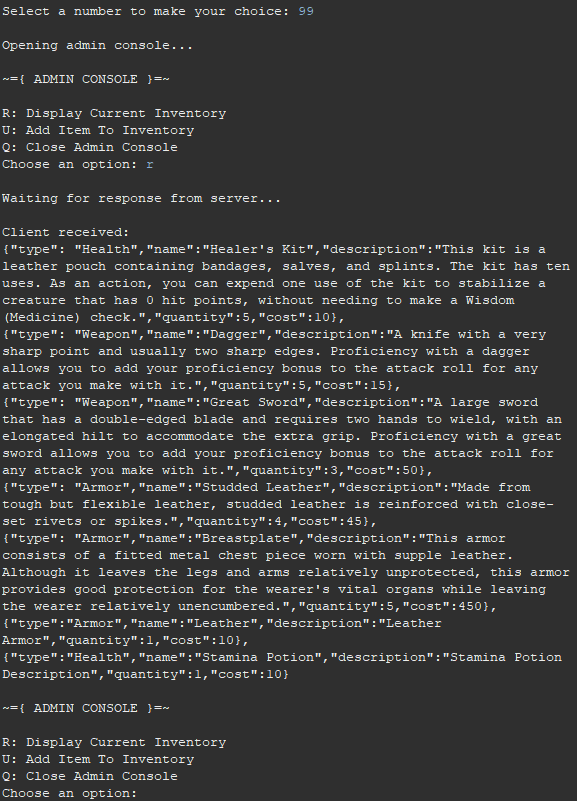 Select a number to make your choice: 99
Opening admin console...
~={ ADMIN CONSOLE }=~
R: Display Current Inventory
U: Add Item To Inventory
Q: Close Admin Console
Choose an option: r
Waiting for response from server...
Client received:
{"type": "Health","name":"Healer's Kit","description":"This kit is a
leather pouch containing bandages, salves, and splints. The kit has ten
uses. As an action, you can expend one use of the kit to stabilize a
creature that has 0 hit points, without needing to make a Wisdom
(Medicine) check.","quantity":5,"cost":10},
{"type": "Weapon","name":"Dagger","description":"A knife with a very
sharp point and usually two sharp edges. Proficiency with a dagger
allows you to add your proficiency bonus to the attack roll for any
attack you make with it.","quantity":5,"cost":15},
{"type": "Weapon","name":"Great Sword","description":"A large sword
that has a double-edged blade and requires two hands to wield, with an
elongated hilt to accommodate the extra grip. Proficiency with a great
sword allows you to add your proficiency bonus to the attack roll for
any attack you make with it.","quantity":3,"cost":50},
{"type": "Armor","name":"Studded Leather","description":"Made from
tough but flexible leather, studded leather is reinforced with close-
set rivets or spikes.","quantity":4,"cost":45},
{"type": "Armor","name":"Breastplate","description":"This armor
consists of a fitted metal chest piece worn with supple leather.
Although it leaves the legs and arms relatively unprotected, this armor
provides good protection for the wearer's vital organs while leaving
the wearer relatively unencumbered.","quantity":5,"cost":450},
{"type":"Armor","name":"Leather","description":"Leather
Armor","quantity":1,"cost":10},
{"type":"Health","name":"Stamina Potion","description":"Stamina Potion
Description","quantity":1,"cost":10}
~={ ADMIN CONSOLE }=~
R: Display Current Inventory
U: Add Item To Inventory
Q: Close Admin Console
Choose an option: